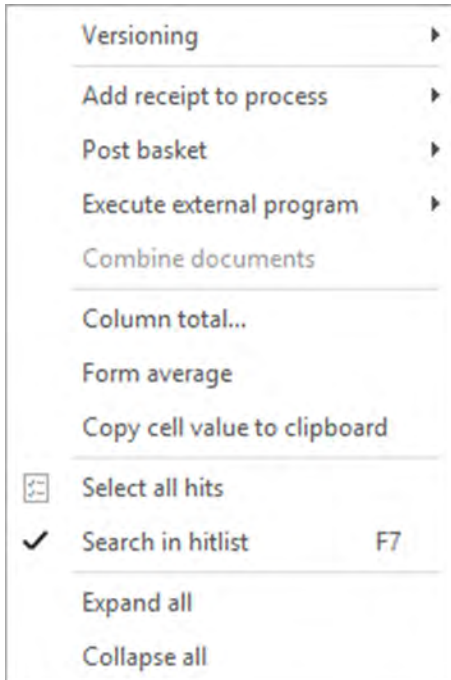 Versioning
Add receipt to process
Post basket
Execute external program
Combine documents
Column total...
Form average
Copy cell value to clipboard
Select all hits
Search in hitlist F7
Expand all
Collapse all